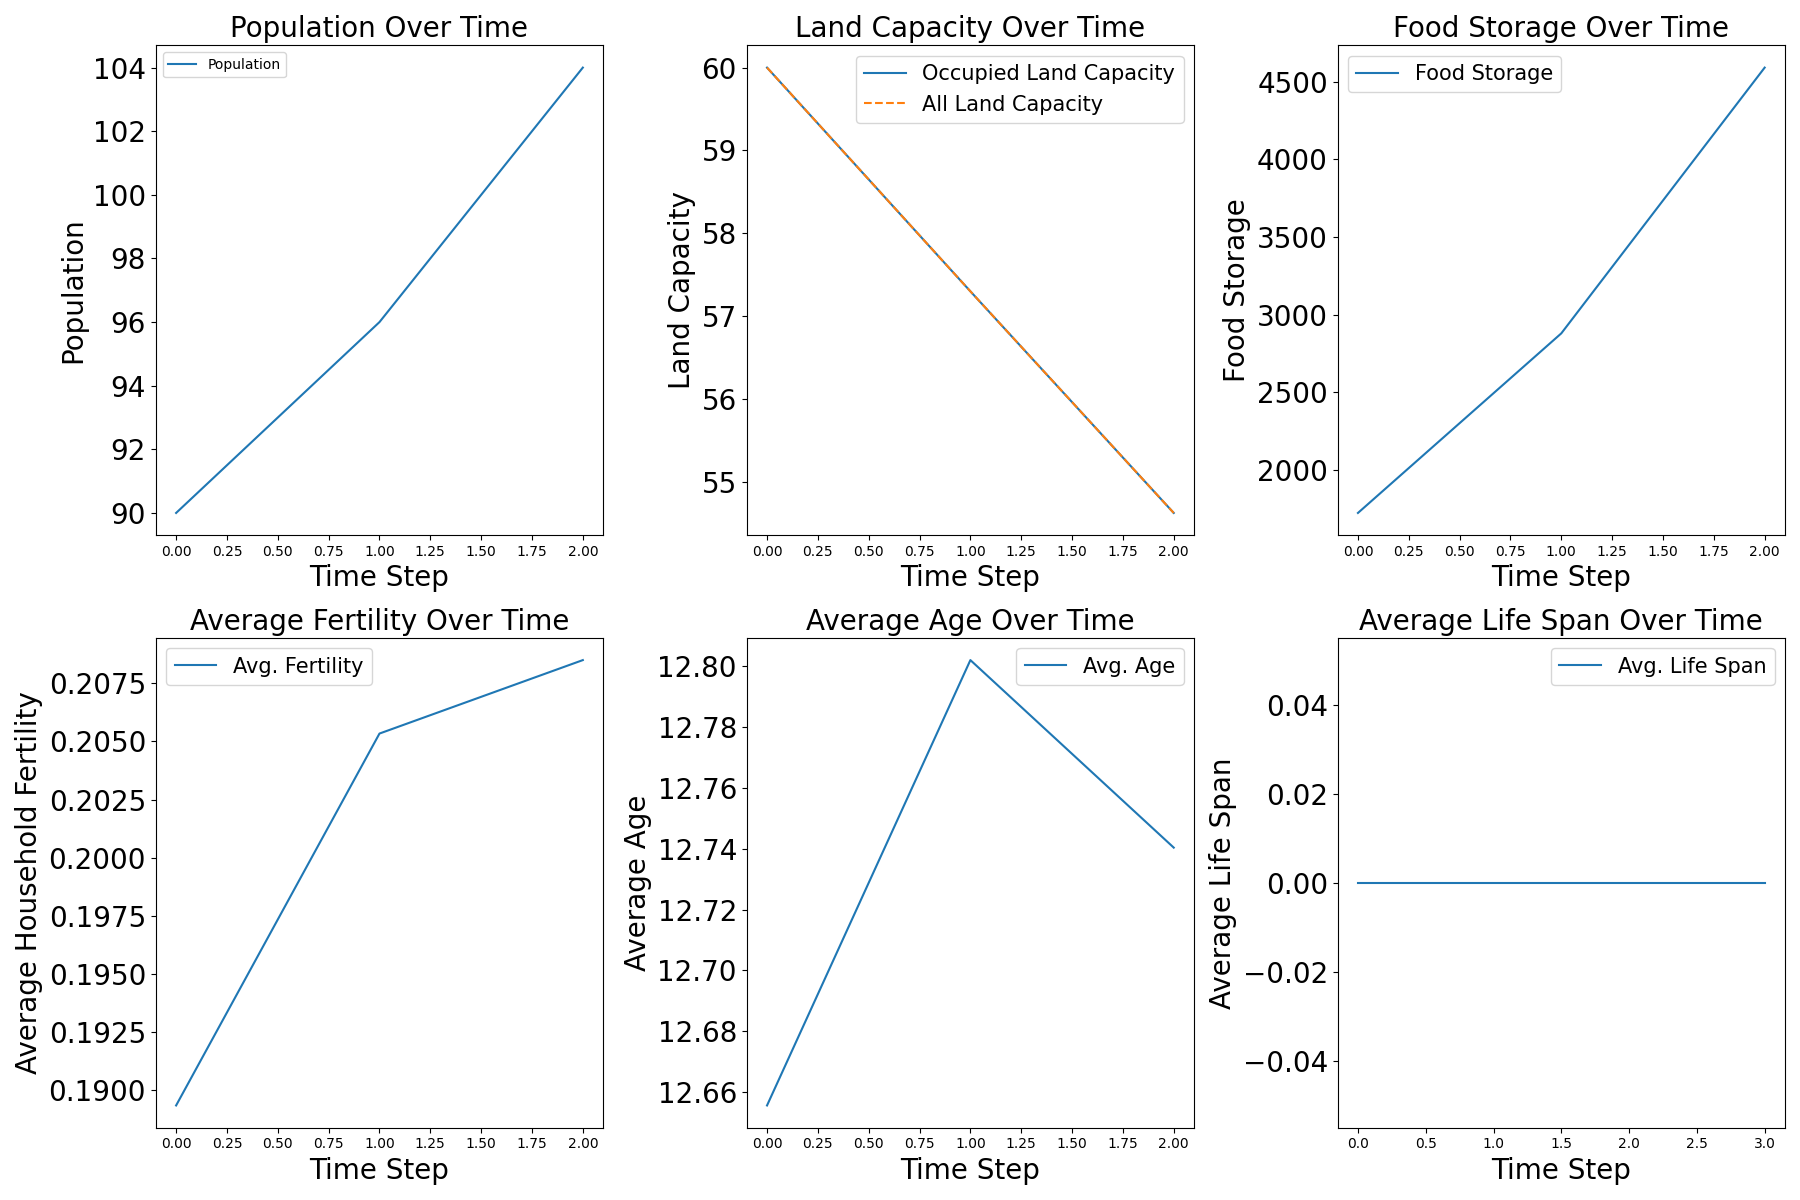 Population Over Time
Population
104
102
100
98
96
94
92
90
Population
0.00 0.25 0.50 0.75 1.00 1.25 1.50 1.75 2.00
Time Step
Land Capacity Over Time
Occupied Land Capacity
All Land Capacity
60
59
58
57
56
55
Land Capacity
0.00 0.25 0.50 0.75 1.00 1.25 1.50 1.75 2.00
Time Step
Food Storage Over Time
Food Storage
4500
4000
3500
3000
2500
2000
Food Storage
0.00 0.25 0.50 0.75 1.00 1.25 1.50 1.75 2.00
Time Step
Average Fertility Over Time
Avg. Fertility
0.2075
0.2050
0.2025
0.2000
0.1975
0.1950
0.1925
0.1900
Average Household Fertility
0.00 0.25 0.50 0.75 1.00 1.25 1.50 1.75 2.00
Time Step
Average Age Over Time
Avg. Age
12.80
12.78
12.76
12.74
12.72
12.70
12.68
12.66
Average Age
0.00 0.25 0.50 0.75 1.00 1.25 1.50 1.75 2.00
Time Step
Average Life Span Over Time
Avg. Life Span
0.04
0.02
0.00
−0.02
−0.04
Average Life Span
0.0 0.5 1.0 1.5 2.0 2.5 3.0
Time Step